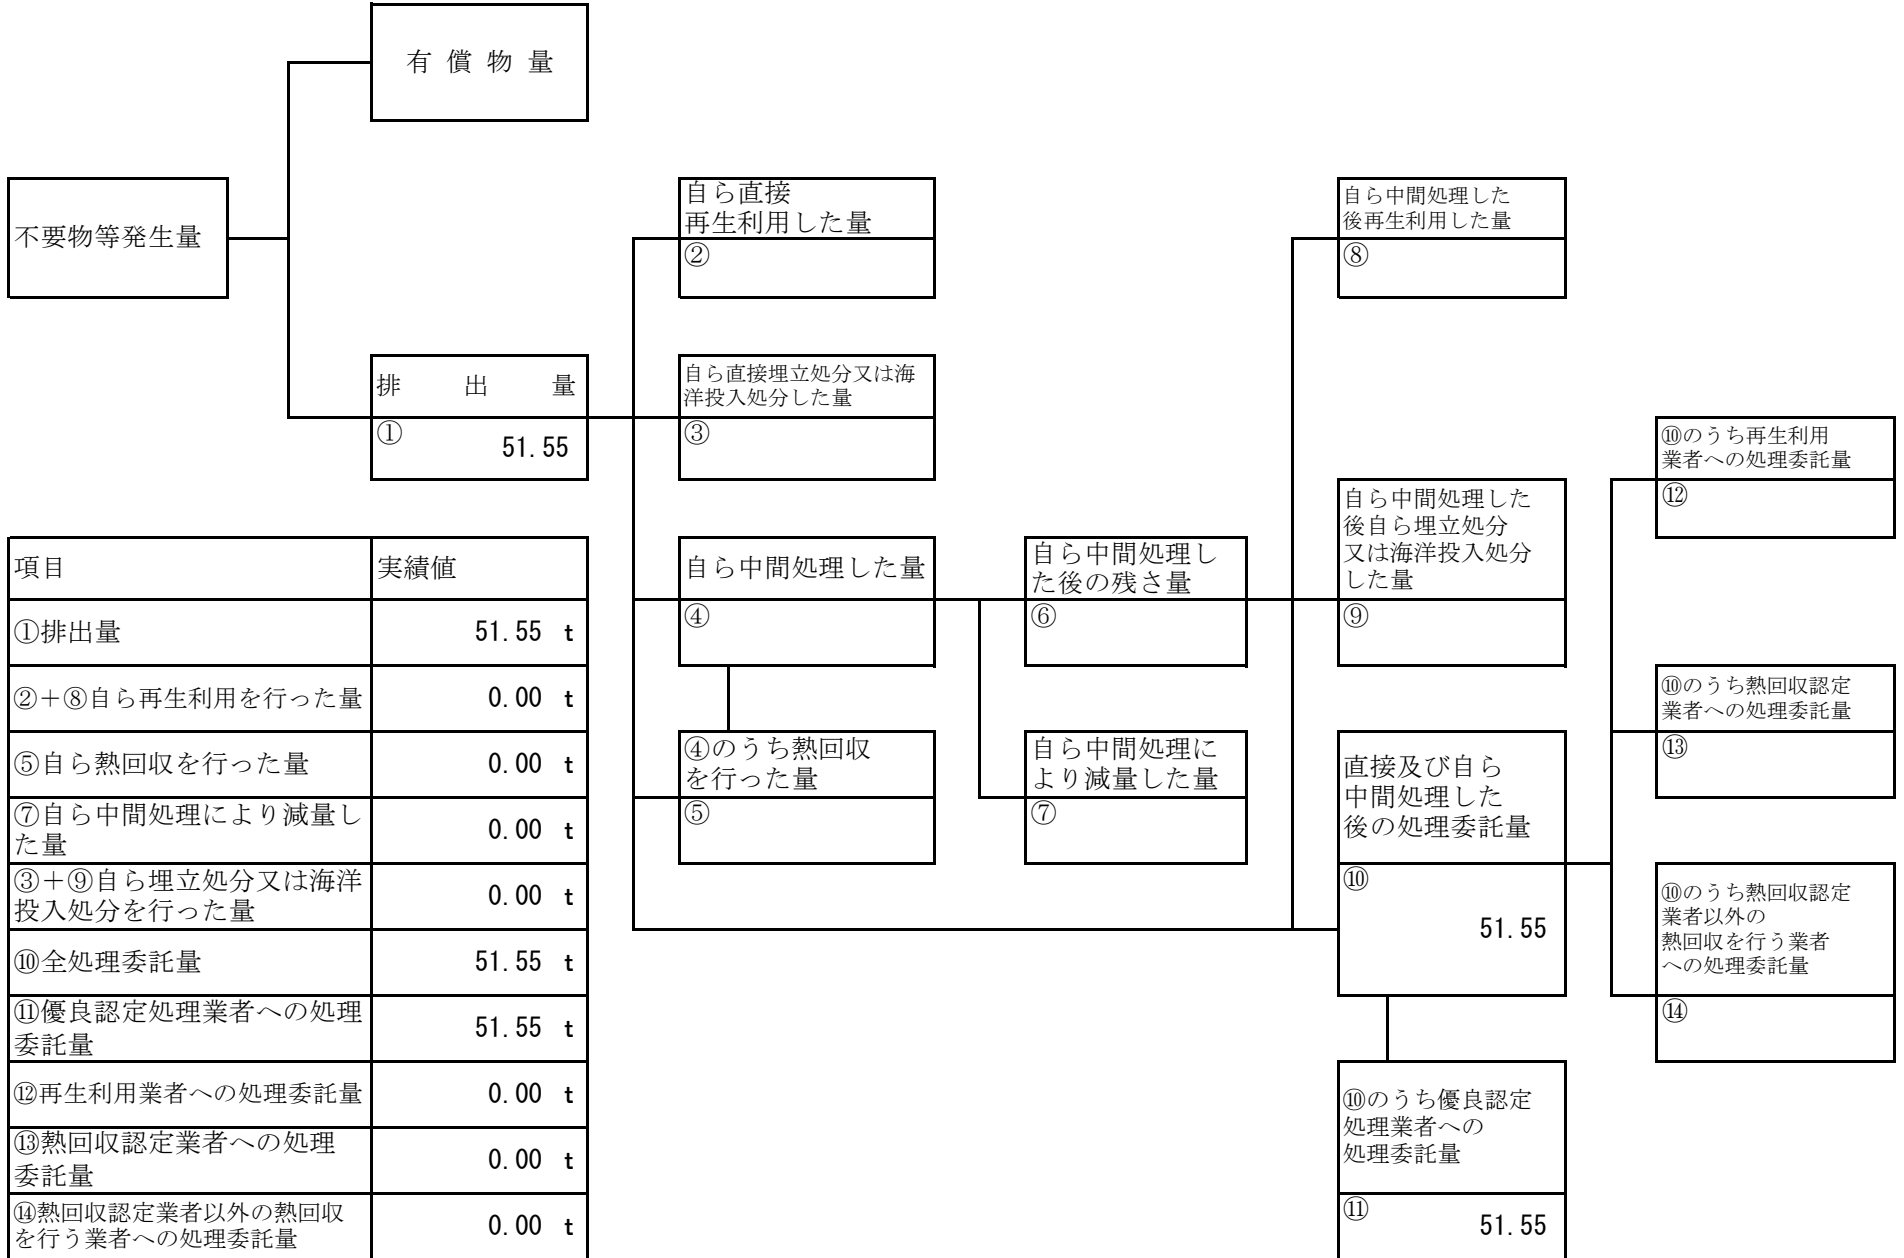 有償物量
不要物等発生量
自ら直接
再生利用した量
②
自ら中間処理した
後再生利用した量
⑧
排出量
① 51.55
自ら直接埋立処分又は海
洋投入処分した量
③
⑩のうち再生利用
業者への処理委託量
⑫
自ら中間処理した量
④
自ら中間処理し
た後の残さ量
⑥
自ら中間処理した
後自ら埋立処分
又は海洋投入処分
した量
⑨
④のうち熱回収
を行った量
⑤
自ら中間処理に
より減量した量
⑦
直接及び自ら
中間処理した
後の処理委託量
⑩
51.55
⑩のうち熱回収認定
業者への処理委託量
⑬
⑩のうち熱回収認定
業者以外の
熱回収を行う業者
への処理委託量
⑭
⑩のうち優良認定
処理業者への
処理委託量
⑪ 51.55
項目 実績値
①排出量 51.55 t
②＋⑧自ら再生利用を行った量 0.00 t
⑤自ら熱回収を行った量 0.00 t
⑦自ら中間処理により減量し
た量 0.00 t
③＋⑨自ら埋立処分又は海洋
投入処分を行った量 0.00 t
⑩全処理委託量 51.55 t
⑪優良認定処理業者への処理
委託量 51.55 t
⑫再生利用業者への処理委託量 0.00 t
⑬熱回収認定業者への処理
委託量 0.00 t
⑭熱回収認定業者以外の熱回収
を行う業者への処理委託量 0.00 t